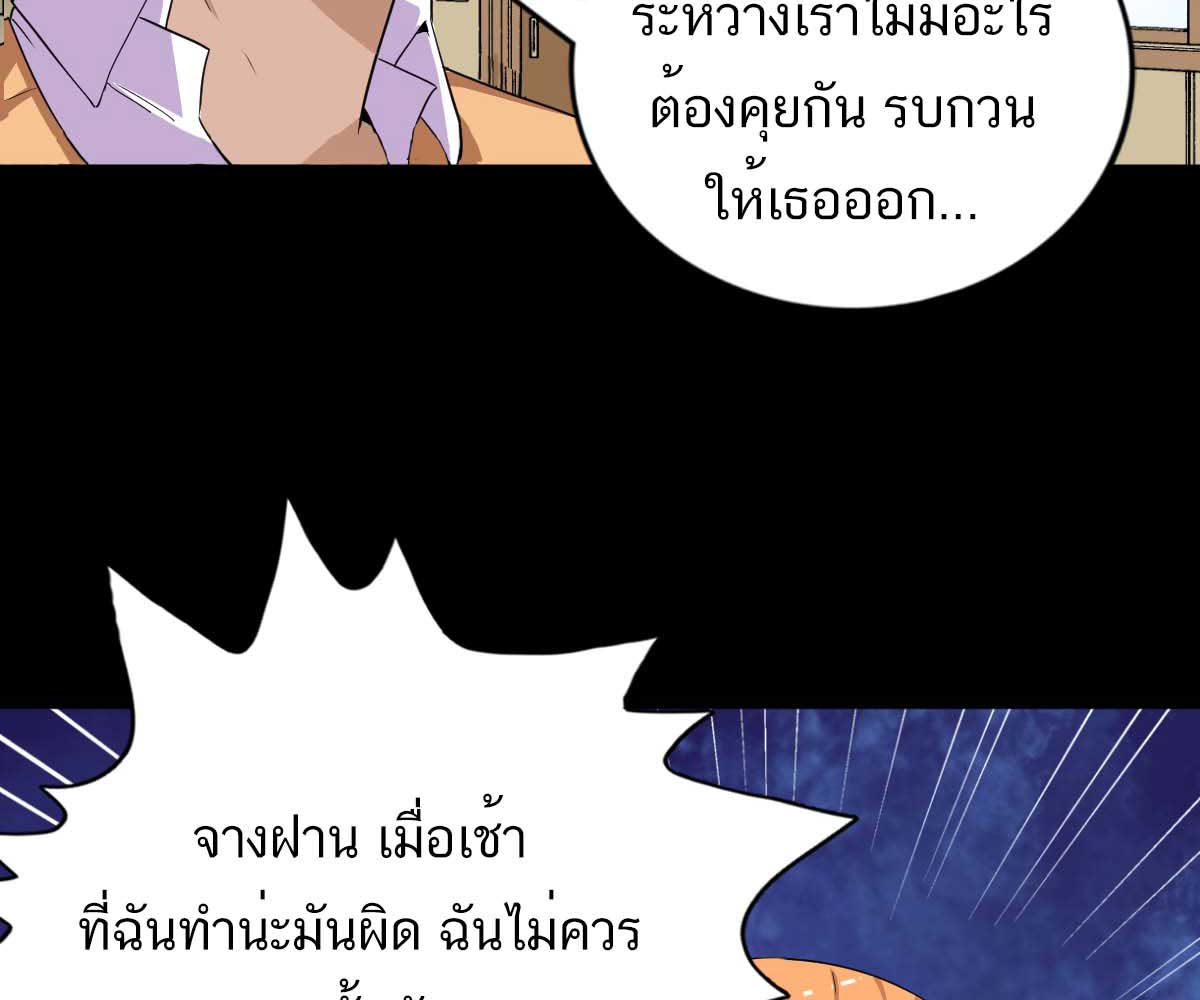 ระหว่างเราไม่มีอะไร
ต้องคุยกัน รบกวน
ให้เธอออก...
จางฝาน เมื่อเช้า
ที่ฉันทำน่ะมันผิด ฉันไม่ควร